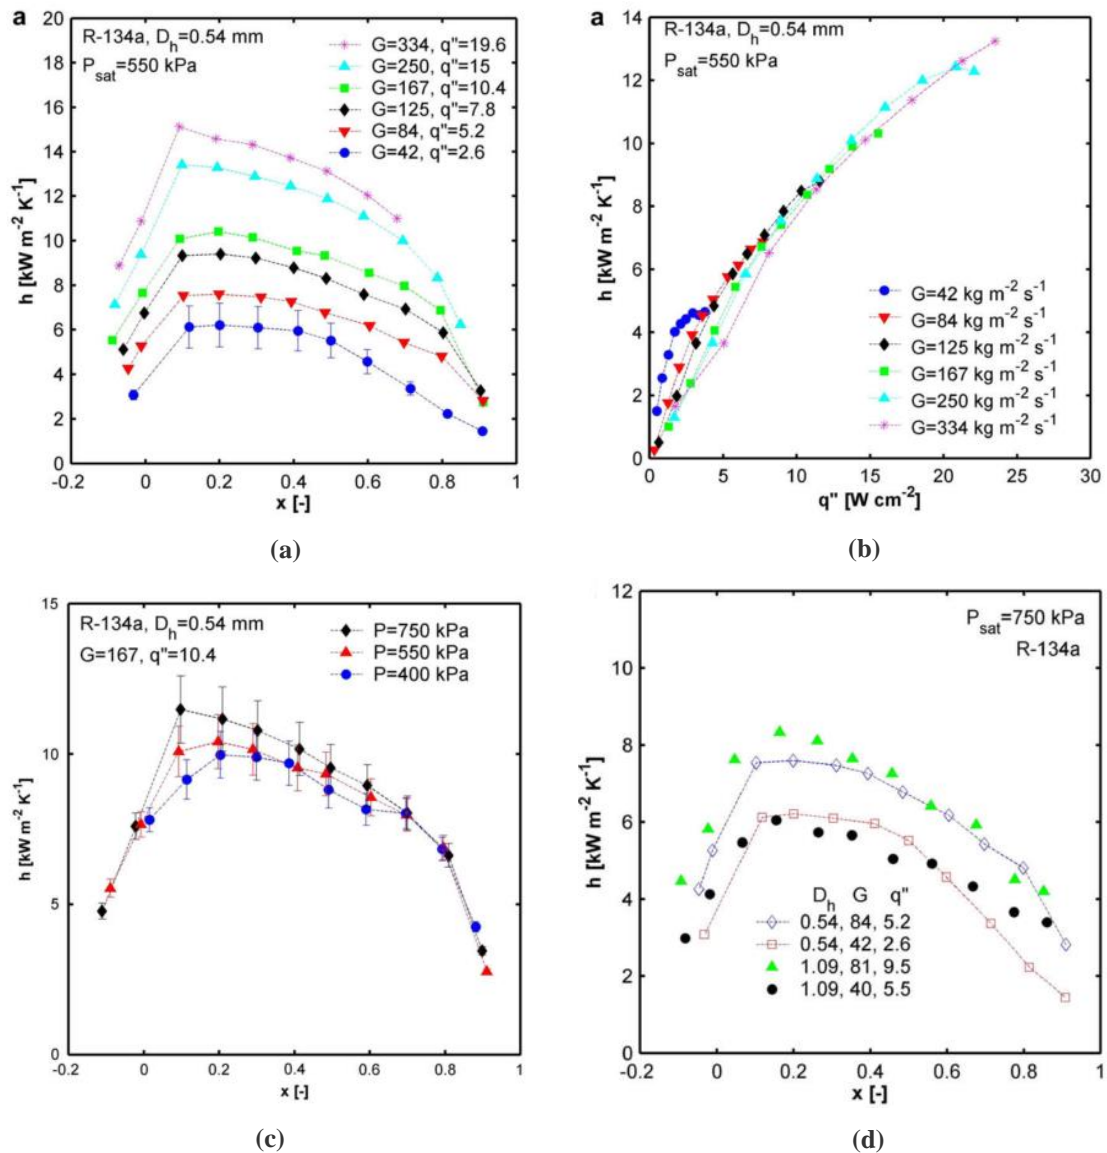 a
R-134a, Dh=0.54 mm
Psat=550 kPa
G=334, q"=19.6
G=250, q"=15
G=167, q"=10.4
G=125, q"=7.8
G=84, q"=5.2
G=42, q"=2.6
20
18
16
14
12
10
8
6
4
2
0
h [kW m-2 K-1]
-0.2 0 0.2 0.4 0.6 0.8 1
x [-]
(a)
a
R-134a, Dh=0.54 mm
Psat=550 kPa
14
12
10
8
6
4
2
0
h [kW m-2 K-1]
G=42 kg m-2 s-1
G=84 kg m-2 s-1
G=125 kg m-2 s-1
G=167 kg m-2 s-1
G=250 kg m-2 s-1
G=334 kg m-2 s-1
0 5 10 15 20 25 30
q" [W cm-2]
(b)
R-134a, Dh=0.54 mm
G=167, q"=10.4
P=750 kPa
P=550 kPa
P=400 kPa
15
10
5
0
h [kW m-2 K-1]
-0.2 0 0.2 0.4 0.6 0.8 1
x [-]
(c)
Psat=750 kPa
R-134a
12
10
8
6
4
2
0
h [kW m-2 K-1]
Dh G q"
0.54, 84, 5.2
0.54, 42, 2.6
1.09, 81, 9.5
1.09, 40, 5.5
-0.2 0 0.2 0.4 0.6 0.8 1
x [-]
(d)